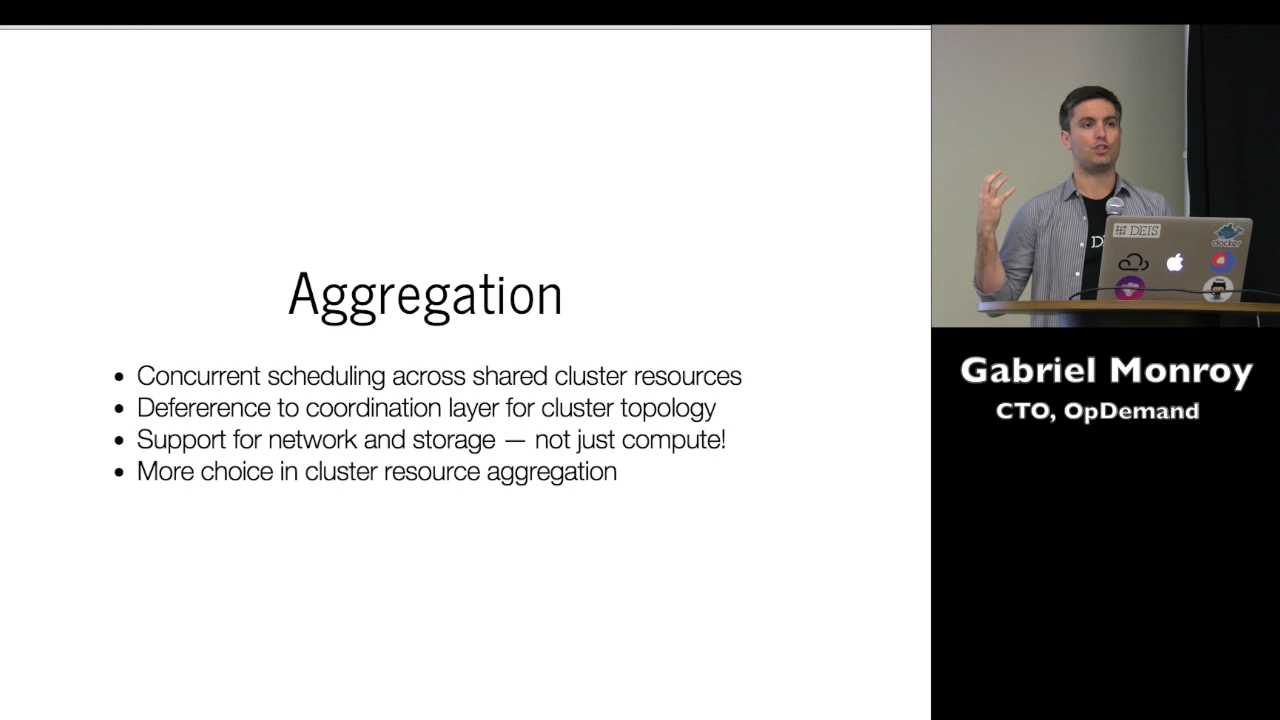 Aggregation
• Concurrent scheduling across shared cluster resources
• Defererence to coordination layer for cluster topology
• Support for network and storage — not just compute!
• More choice in cluster resource aggregation
DEIS
docker
D
Gabriel Monroy
CTO, OpDemand